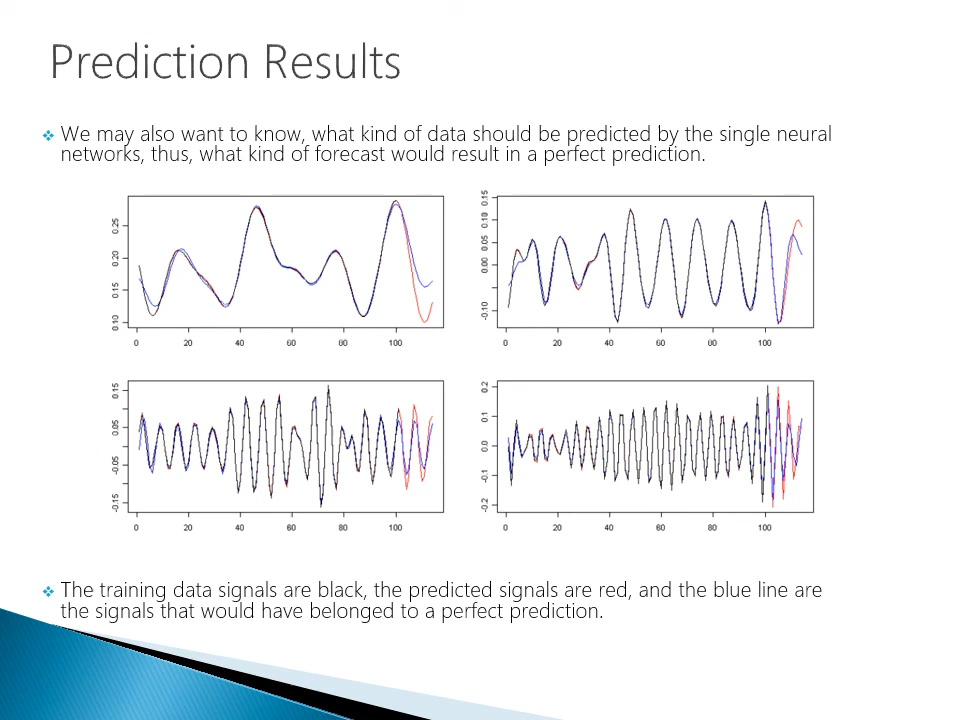 Prediction Results
We may also want to know, what kind of data should be predicted by the single neural
networks, thus, what kind of forecast would result in a perfect prediction.
0.25
0.20
0.15
0.10
0 20 40 60 80 100
0.15
0.10
0.05
0.00
-0.10
0 20 40 60 80 100
0.15
0.05
-0.05
-0.15
0 20 40 60 80 100
0.2
0.1
0.0
-0.1
-0.2
0 20 40 60 80 100
The training data signals are black, the predicted signals are red, and the blue line are
the signals that would have belonged to a perfect prediction.